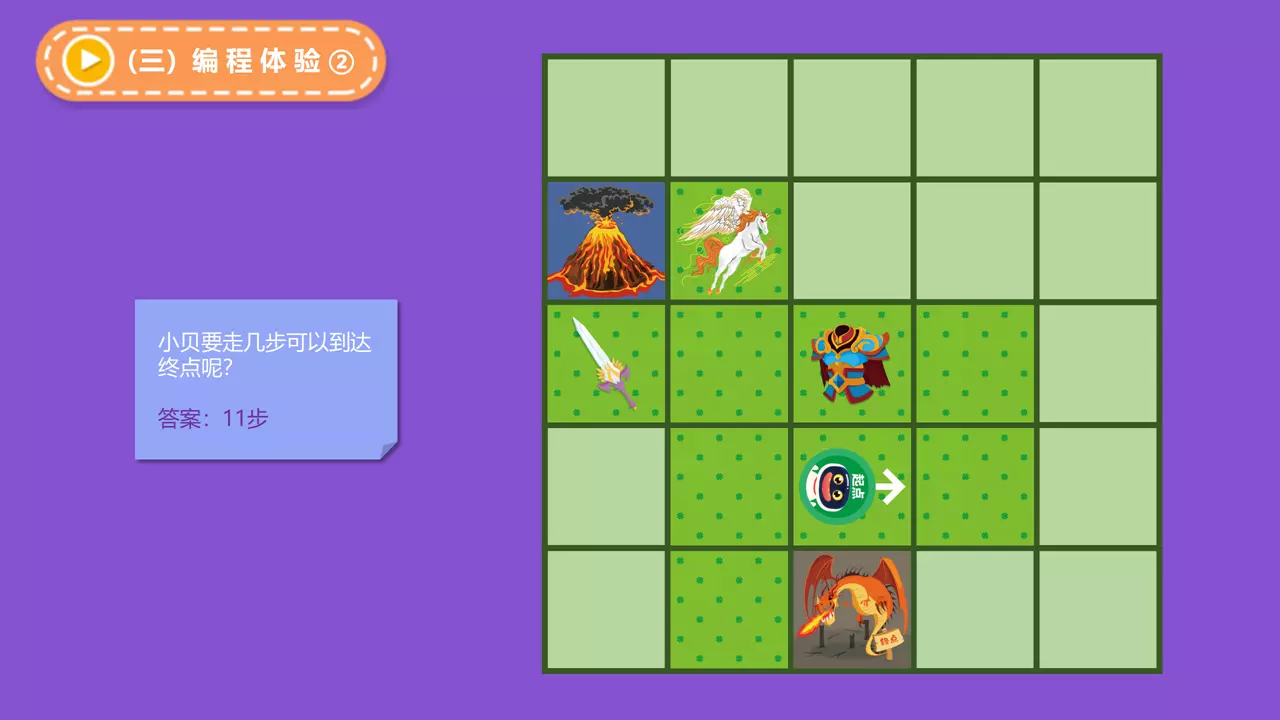 (三) 编程体验②
小贝要走几步可以到达
终点呢?
答案：11步
起点
终点